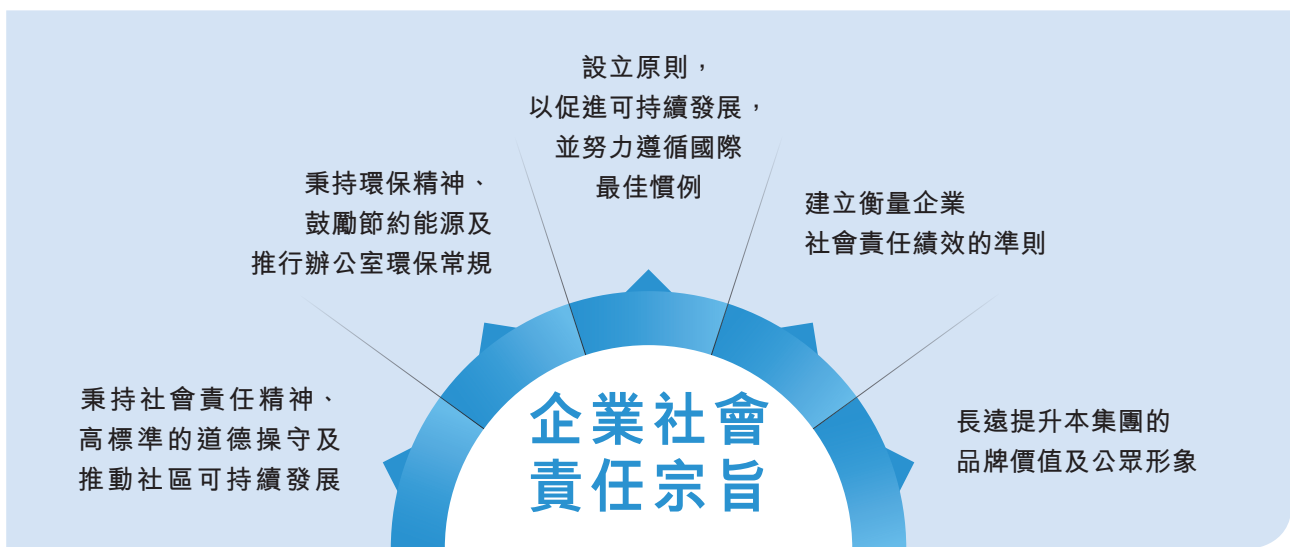 設立原則，
以促進可持續發展，
並努力遵循國際
最佳慣例
秉持環保精神、
鼓勵節約能源及
推行辦公室環保常規
建立衡量企業
社會責任績效的準則
秉持社會責任精神、
高標準的道德操守及
推動社區可持續發展
企業社會
責任宗旨
長遠提升本集團的
品牌價值及公眾形象